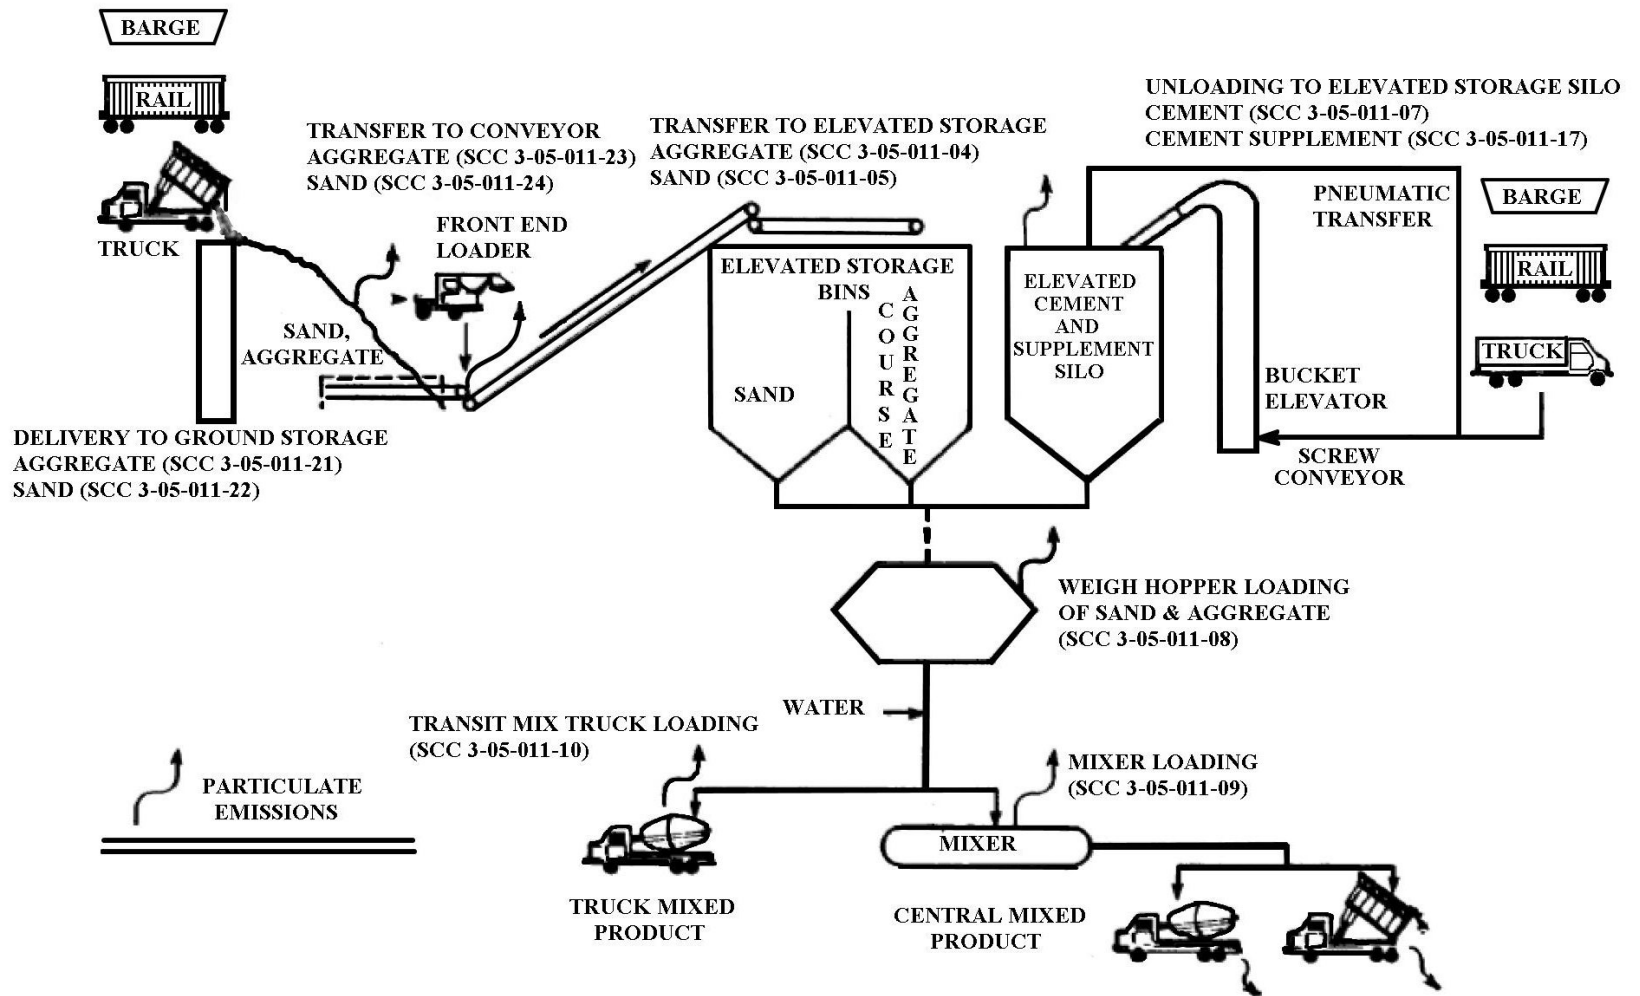 BARGE
RAIL
TRUCK
TRANSFER TO CONVEYOR
AGGREGATE (SCC 3-05-011-23)
SAND (SCC 3-05-011-24)
FRONT END
LOADER
SAND,
AGGREGATE
DELIVERY TO GROUND STORAGE
AGGREGATE (SCC 3-05-011-21)
SAND (SCC 3-05-011-22)
TRANSFER TO ELEVATED STORAGE
AGGREGATE (SCC 3-05-011-04)
SAND (SCC 3-05-011-05)
ELEVATED STORAGE
BINS
SAND
COURSE
AGGREGATE
UNLOADING TO ELEVATED STORAGE SILO
CEMENT (SCC 3-05-011-07)
CEMENT SUPPLEMENT (SCC 3-05-011-17)
PNEUMATIC
TRANSFER
BARGE
RAIL
TRUCK
ELEVATED
CEMENT
AND
SUPPLEMENT
SILO
BUCKET
ELEVATOR
SCREW
CONVEYOR
WEIGH HOPPER LOADING
OF SAND & AGGREGATE
(SCC 3-05-011-08)
WATER
TRANSIT MIX TRUCK LOADING
(SCC 3-05-011-10)
MIXER LOADING
(SCC 3-05-011-09)
PARTICULATE
EMISSIONS
MIXER
TRUCK MIXED
PRODUCT
CENTRAL MIXED
PRODUCT